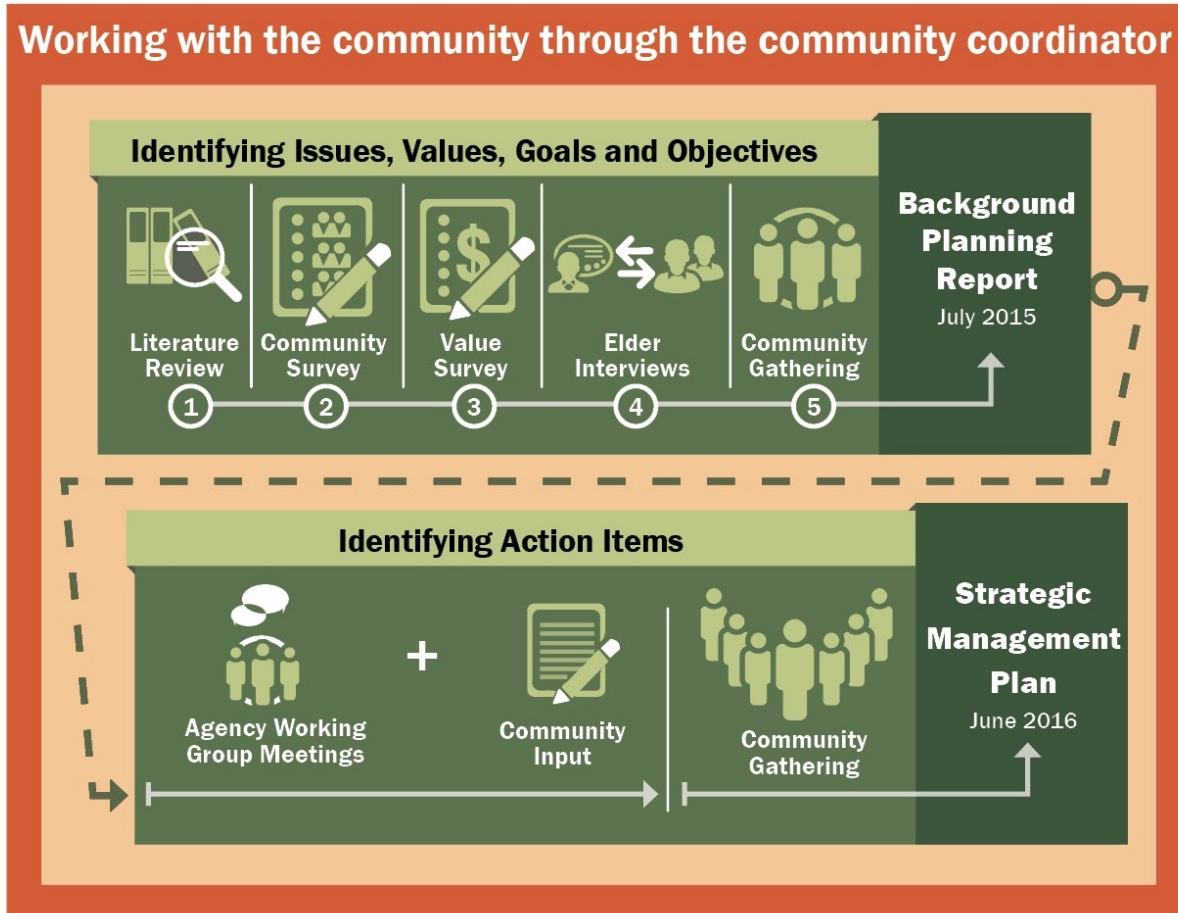 Working with the community through the community coordinator
Identifying Issues, Values, Goals and Objectives
Literature
Review
1
Community
Survey
2
$
Value
Survey
3
Elder
Interviews
4
Community
Gathering
5
Background
Planning
Report
July 2015
Identifying Action Items
Agency Working
Group Meetings
+
Community
Input
Community
Gathering
Strategic
Management
Plan
June 2016